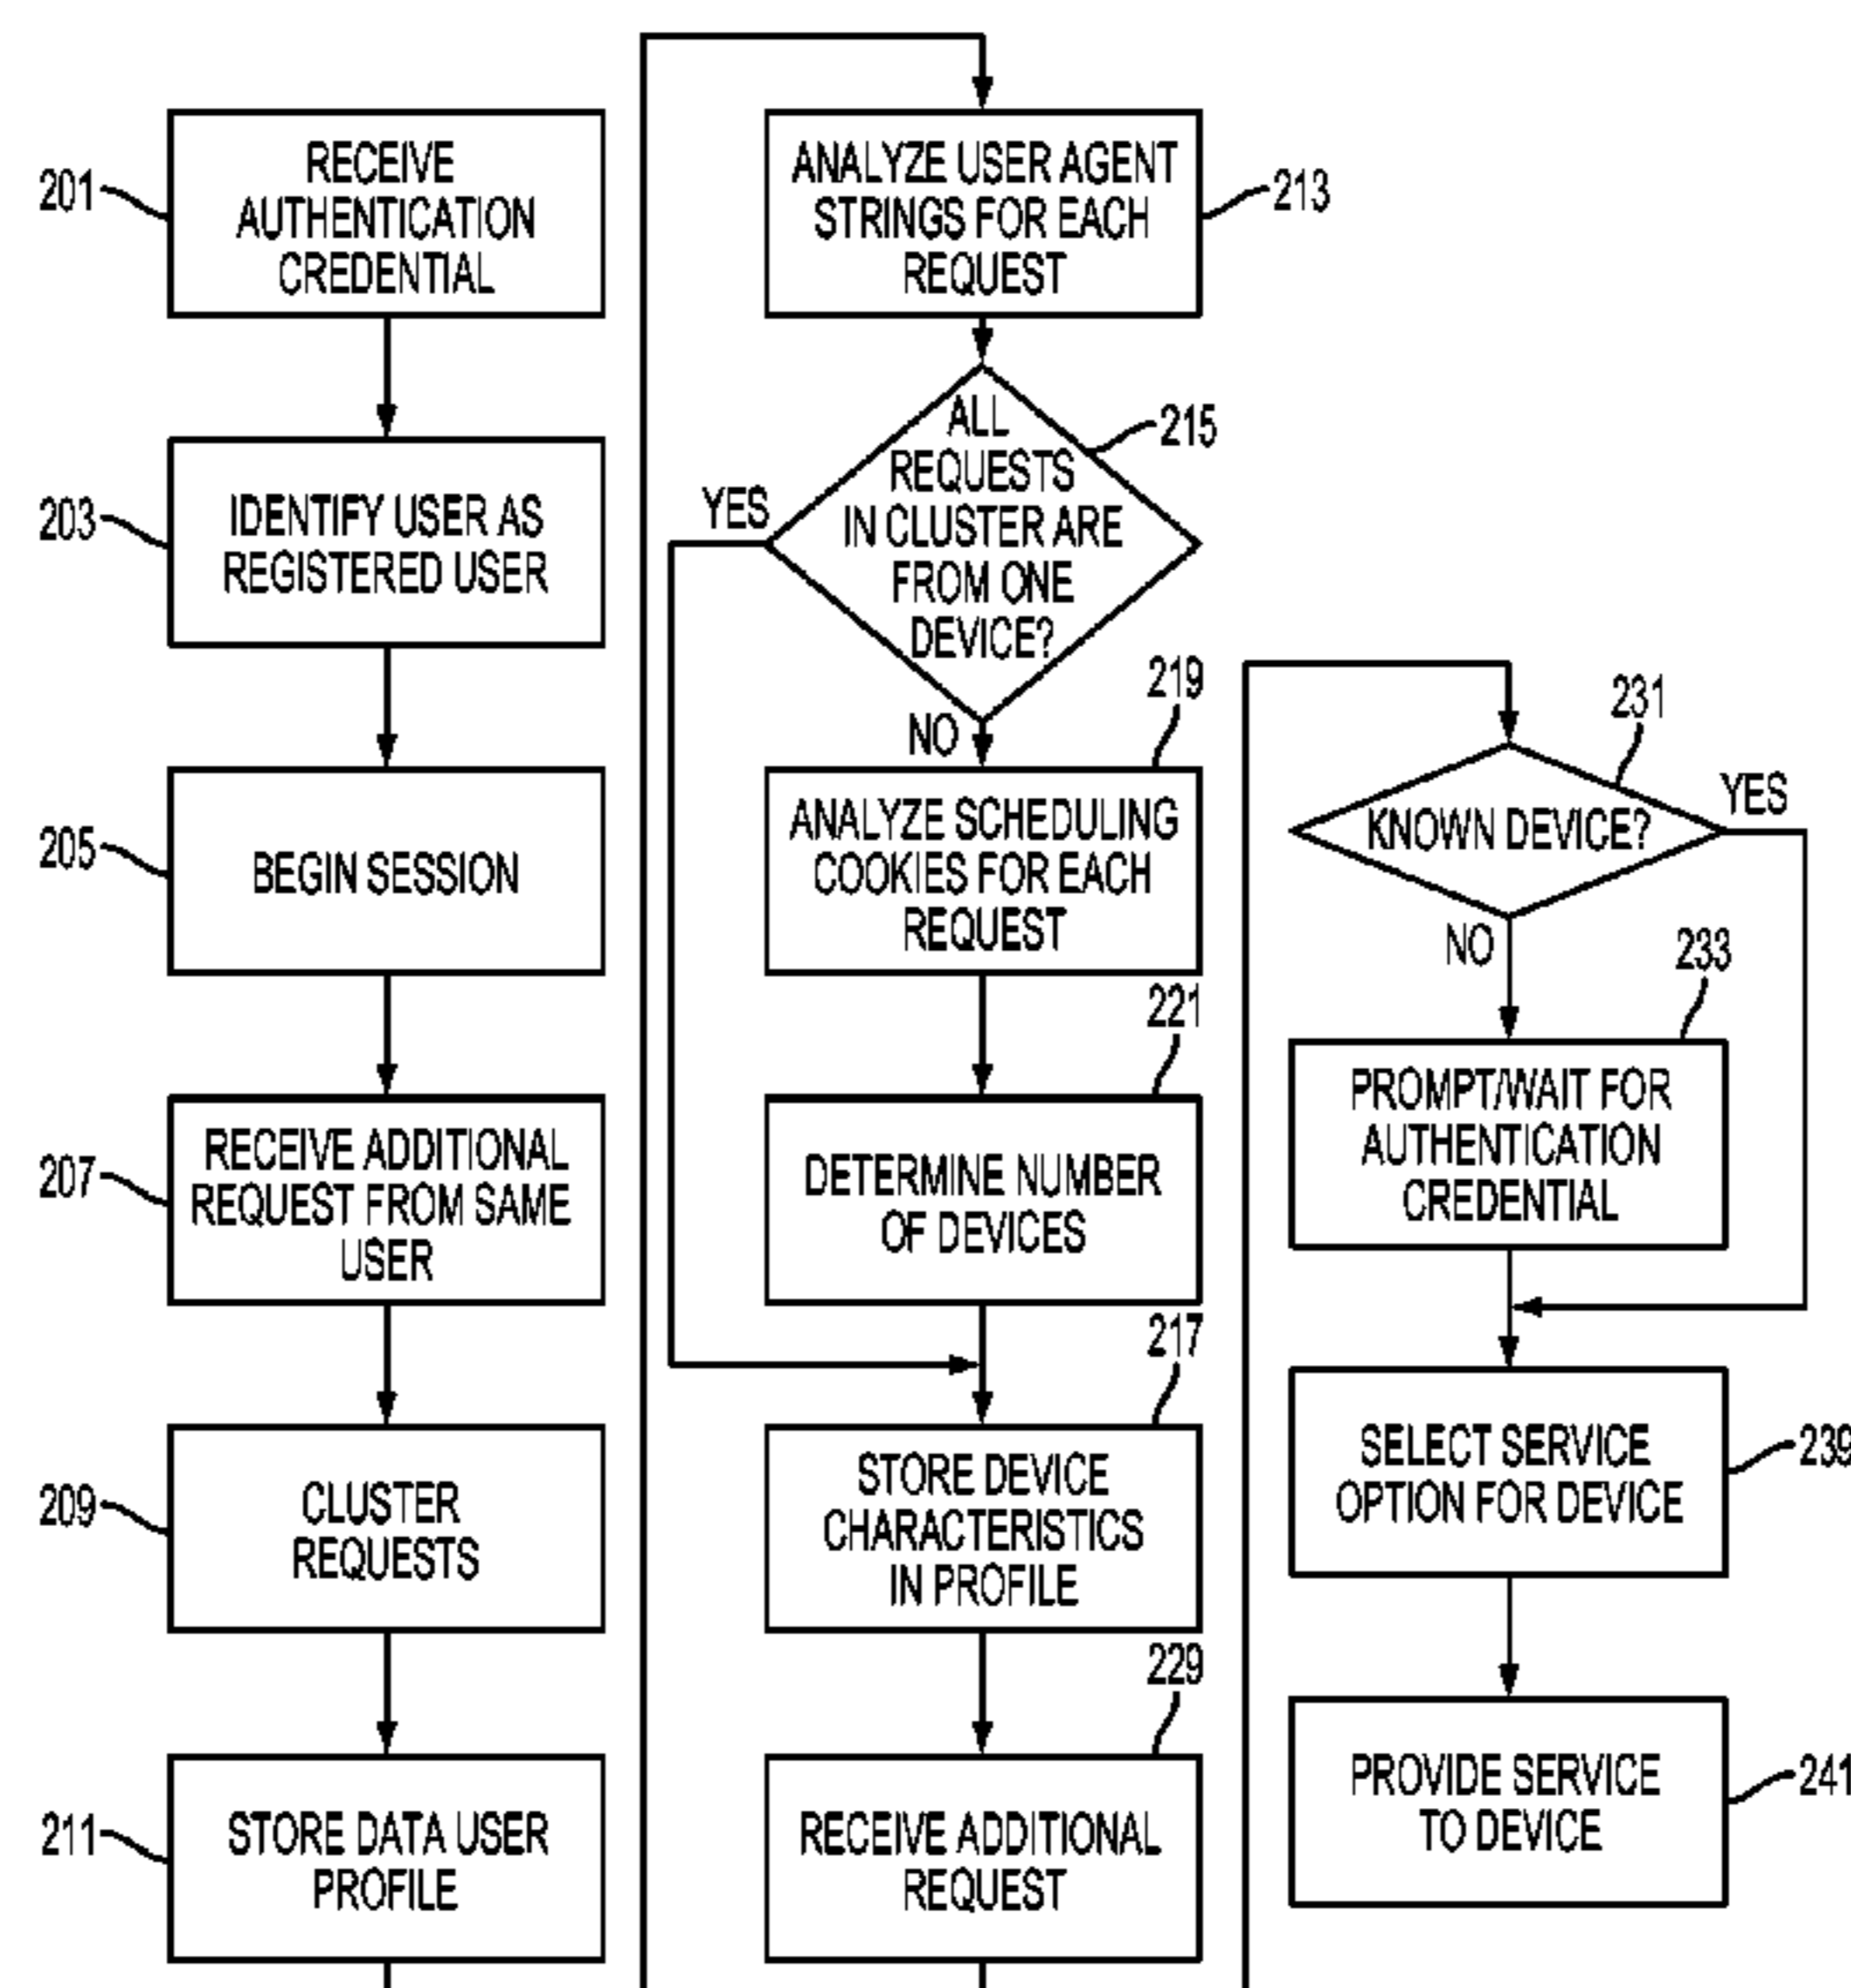 201
RECEIVE
AUTHENTICATION
CREDENTIAL
203
IDENTIFY USER AS
REGISTERED USER
205
BEGIN SESSION
207
RECEIVE ADDITIONAL
REQUEST FROM SAME
USER
209
CLUSTER
REQUESTS
211
STORE DATA USER
PROFILE
ANALYZE USER AGENT
STRINGS FOR EACH
REQUEST
213
ALL
REQUESTS
IN CLUSTER ARE
FROM ONE
DEVICE?
215
YES
NO
219
ANALYZE SCHEDULING
COOKIES FOR EACH
REQUEST
221
DETERMINE NUMBER
OF DEVICES
217
STORE DEVICE
CHARACTERISTICS
IN PROFILE
229
RECEIVE ADDITIONAL
REQUEST
231
KNOWN DEVICE?
YES
NO
233
PROMPT/WAIT FOR
AUTHENTICATION
CREDENTIAL
SELECT SERVICE
OPTION FOR DEVICE
239
PROVIDE SERVICE
TO DEVICE
241